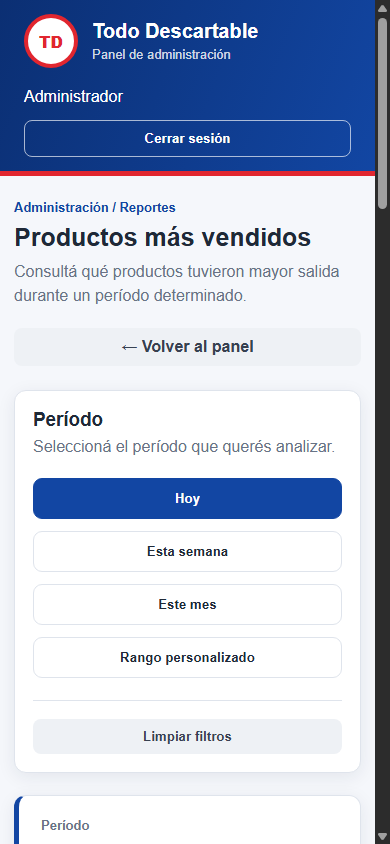 TD
Todo Descartable
Panel de administración
Administrador
Cerrar sesión
Administración / Reportes
Productos más vendidos
Consultá qué productos tuvieron mayor salida
durante un período determinado.
← Volver al panel
Período
Seleccioná el período que querés analizar.
Hoy
Esta semana
Este mes
Rango personalizado
Limpiar filtros
Período